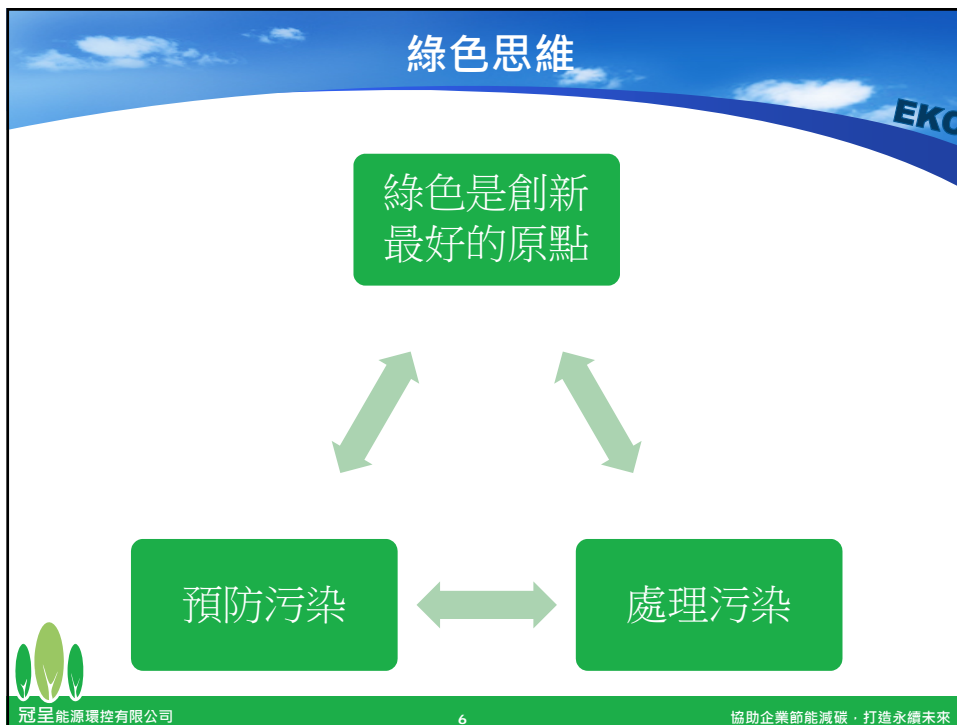 綠色思維
EKO
綠色是創新
最好的原點
預防污染
處理污染
冠呈能源環控有限公司
6
協助企業節能減碳．打造永續未來